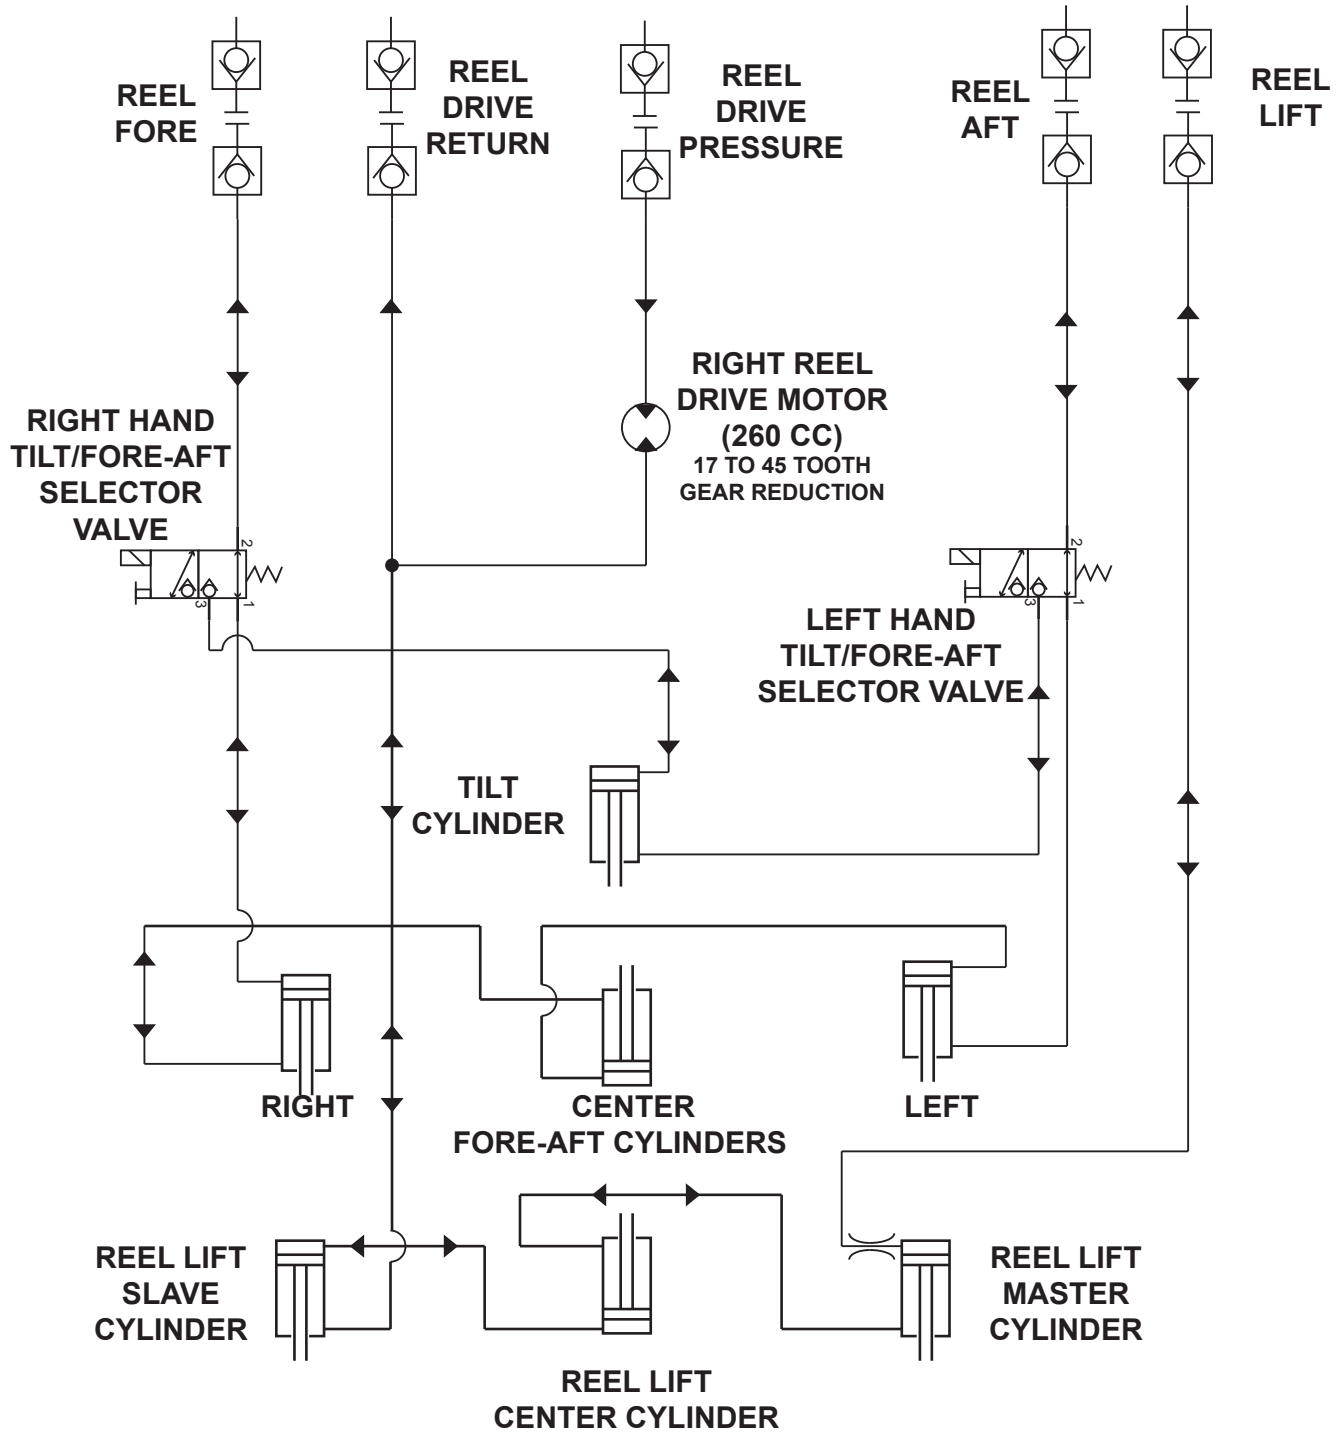 REEL
FORE
REEL
DRIVE
RETURN
REEL
DRIVE
PRESSURE
REEL
AFT
REEL
LIFT
RIGHT REEL
DRIVE MOTOR
(260 CC)
17 TO 45 TOOTH
GEAR REDUCTION
RIGHT HAND
TILT/FORE-AFT
SELECTOR
VALVE
2
3
1
2
3
1
LEFT HAND
TILT/FORE-AFT
SELECTOR VALVE
TILT
CYLINDER
RIGHT
CENTER
LEFT
FORE-AFT CYLINDERS
REEL LIFT
SLAVE
CYLINDER
REEL LIFT
MASTER
CYLINDER
REEL LIFT
CENTER CYLINDER